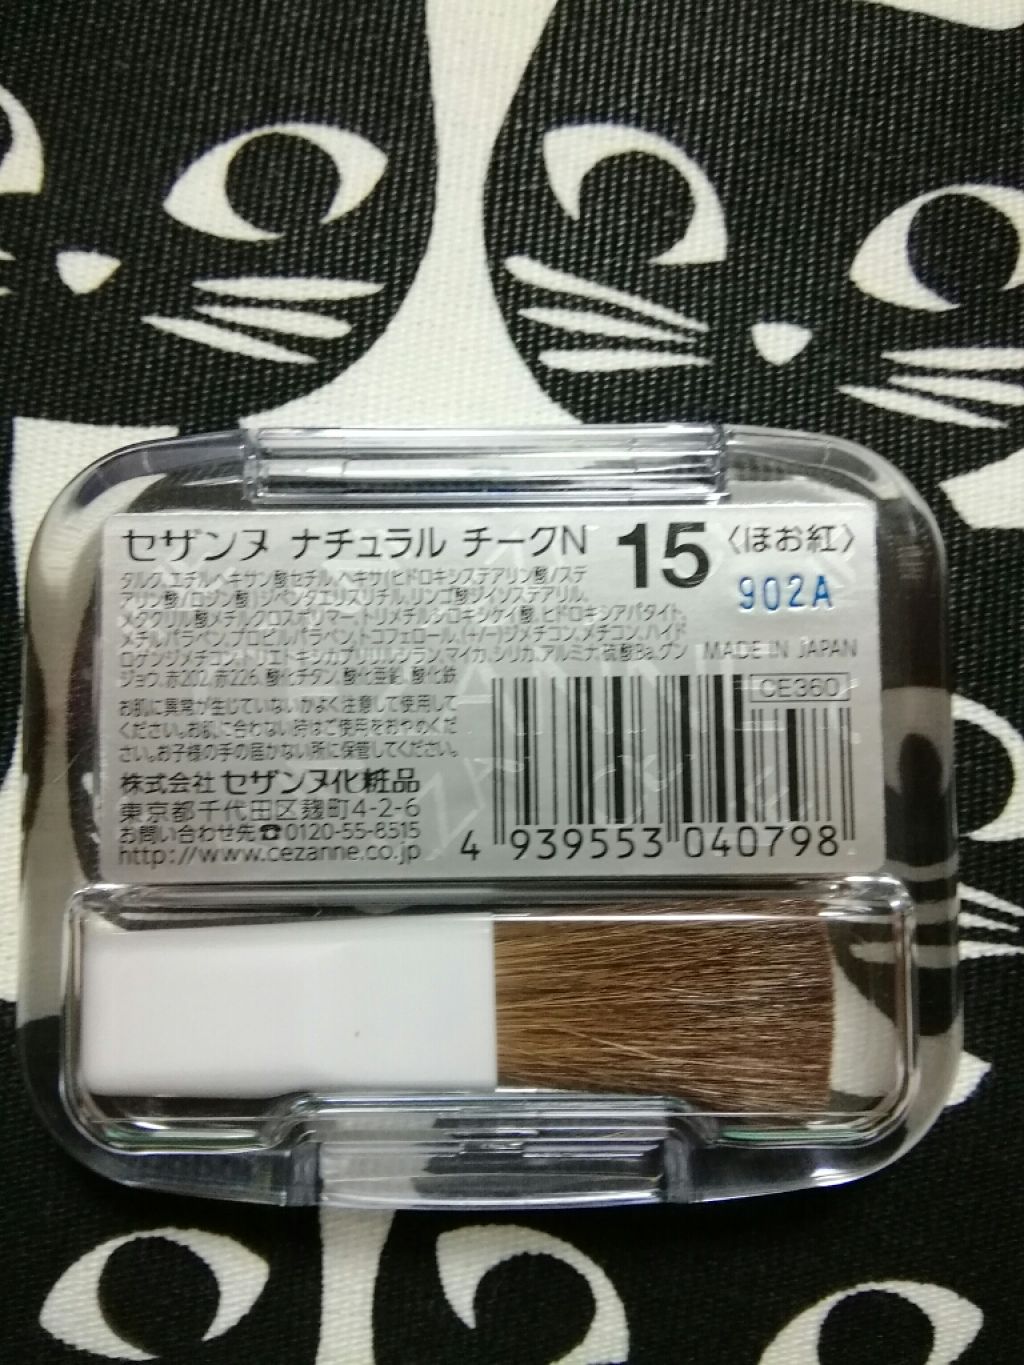 セザンヌ ナチュラル チークN 15 〈ほお紅〉
902A
タルク、エチルヘキサン酸セチル、ヘキサ(ヒドロキシステアリン酸/ステ
アリン酸/ロジン酸)ジペンタエリスリチル、リンゴ酸ジイソステアリル、
メタクリル酸メチルクロスポリマー、トリメチルシロキシケイ酸、ヒドロキシアパタイト、
メチルパラベン、プロピルパラベン、トコフェロール、(+/-)ジメチコン、メチコン、ハイド
ロゲンジメチコン、トリエトキシカプリリルシラン、マイカ、シリカ、アルミナ、硫酸Ba、グン
ジョウ、赤202、赤226、酸化チタン、酸化亜鉛、酸化鉄
MADE IN JAPAN
CE360
お肌に異常が生じていないかよく注意して使用して
ください。お肌に合わない時はご使用をおやめくだ
さい。お子様の手の届かない所に保管してください。
株式会社 セザンヌ化粧品
東京都千代田区麹町4-2-6
お問い合わせ先☎0120-55-8515
http://www.cezanne.co.jp
4 939553 040798